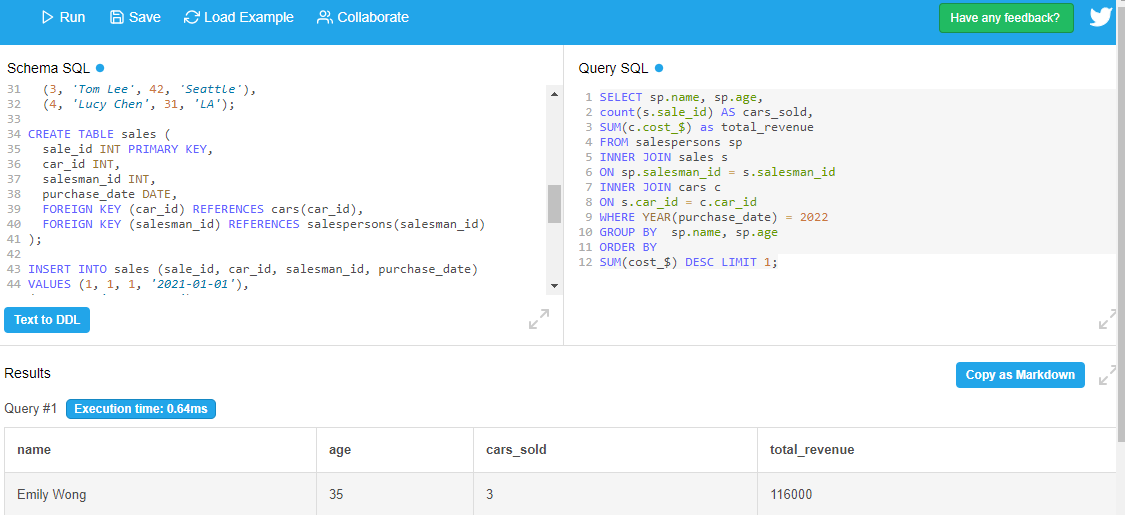 Run Save Load Example Collaborate Have any feedback?
Schema SQL
31 (3, 'Tom Lee', 42, 'Seattle'),
32 (4, 'Lucy Chen', 31, 'LA');
33
34 CREATE TABLE sales (
35 sale_id INT PRIMARY KEY,
36 car_id INT,
37 salesman_id INT,
38 purchase_date DATE,
39 FOREIGN KEY (car_id) REFERENCES cars(car_id),
40 FOREIGN KEY (salesman_id) REFERENCES salespersons(salesman_id)
41 );
42
43 INSERT INTO sales (sale_id, car_id, salesman_id, purchase_date)
44 VALUES (1, 1, 1, '2021-01-01'),
Text to DDL
Query SQL
1 SELECT sp.name, sp.age,
2 count(s.sale_id) AS cars_sold,
3 SUM(c.cost_$) as total_revenue
4 FROM salespersons sp
5 INNER JOIN sales s
6 ON sp.salesman_id = s.salesman_id
7 INNER JOIN cars c
8 ON s.car_id = c.car_id
9 WHERE YEAR(purchase_date) = 2022
10 GROUP BY  sp.name, sp.age
11 ORDER BY
12 SUM(cost_$) DESC LIMIT 1;
Results
Copy as Markdown
Query #1 Execution time: 0.64ms
name age cars_sold total_revenue
Emily Wong 35 3 116000